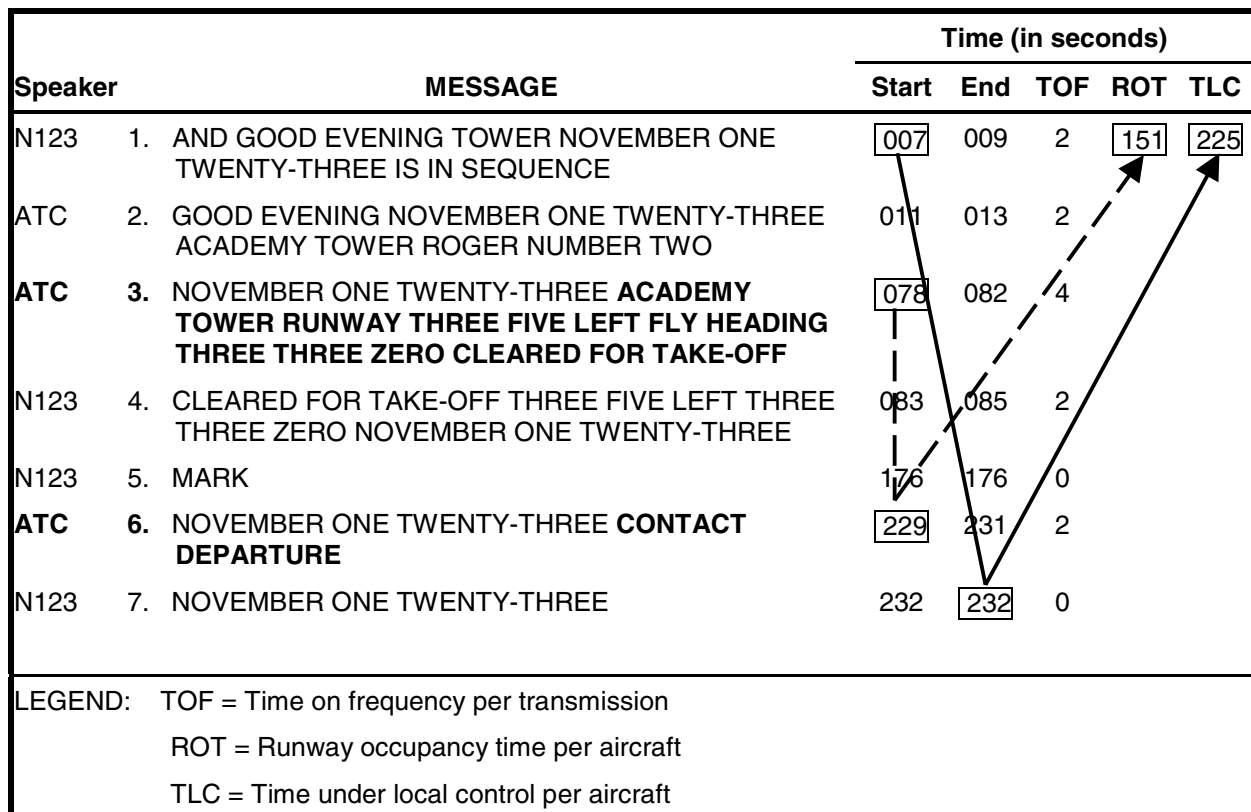 Time (in seconds)
Speaker MESSAGE Start End TOF ROT TLC
N123 1. AND GOOD EVENING TOWER NOVEMBER ONE 007 009 2 151 225
TWENTY-THREE IS IN SEQUENCE
ATC 2. GOOD EVENING NOVEMBER ONE TWENTY-THREE 011 013 2
ACADEMY TOWER ROGER NUMBER TWO
ATC 3. NOVEMBER ONE TWENTY-THREE ACADEMY 078 082 4
TOWER RUNWAY THREE FIVE LEFT FLY HEADING
THREE THREE ZERO CLEARED FOR TAKE-OFF
N123 4. CLEARED FOR TAKE-OFF THREE FIVE LEFT THREE 083 085 2
THREE ZERO NOVEMBER ONE TWENTY-THREE
N123 5. MARK 176 176 0
ATC 6. NOVEMBER ONE TWENTY-THREE CONTACT 229 231 2
DEPARTURE
N123 7. NOVEMBER ONE TWENTY-THREE 232 232 0
LEGEND: TOF = Time on frequency per transmission
ROT = Runway occupancy time per aircraft
TLC = Time under local control per aircraft